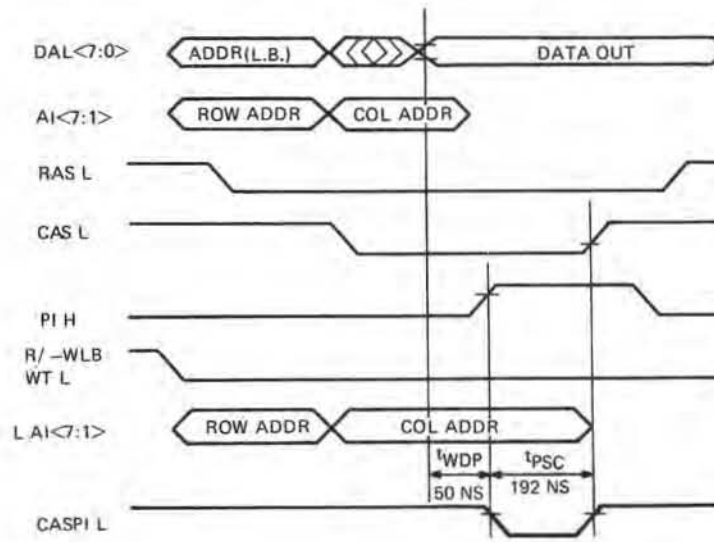 DAL<7:0>
ADDR(L.B.)
DATA OUT
AI<7:1>
ROW ADDR
COL ADDR
RAS L
CAS L
PI H
R/ -WLB
WT L
L AI<7:1>
ROW ADDR
COL ADDR
tWDP
tPSC
50 NS
192 NS
CASPI L